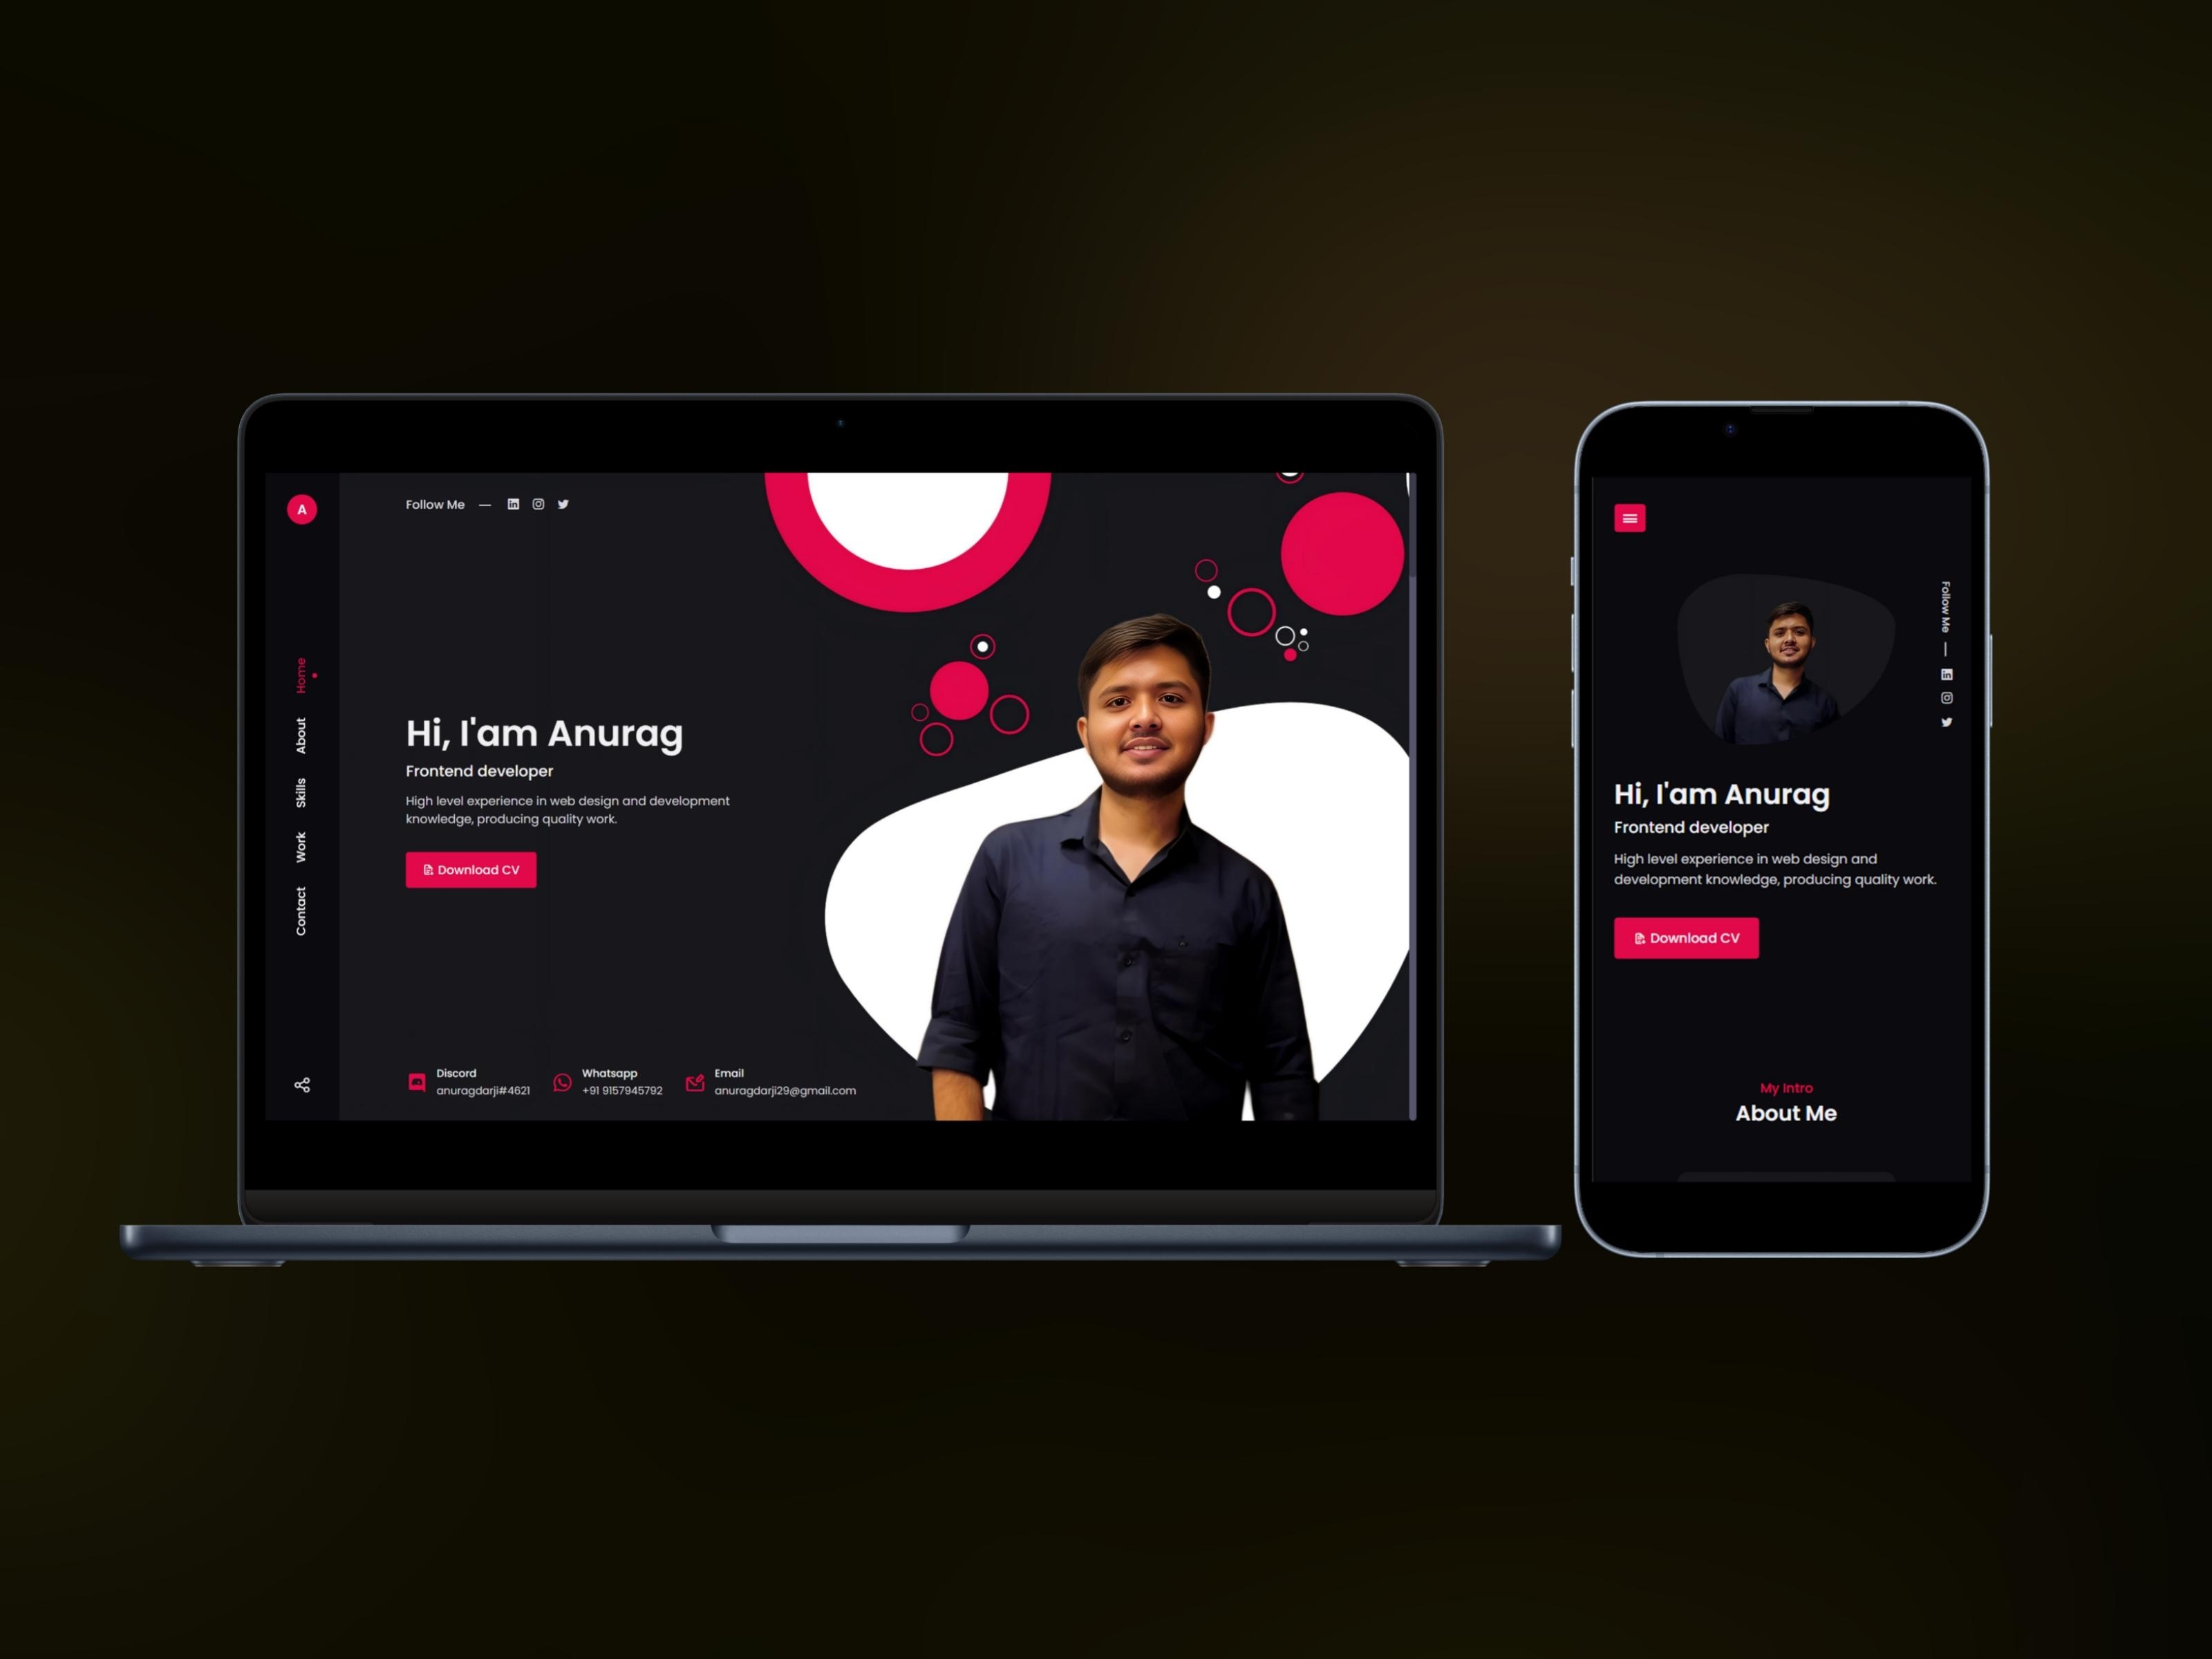 A
Follow Me
Home
About
Skills
Work
Contact
Hi, I'am Anurag
Frontend developer
High level experience in web design and development
knowledge, producing quality work.
Download CV
Discord
anuragdarji#4621
Whatsapp
+91 9157945792
Email
anuragdarji29@gmail.com
Follow Me
Hi, I'am Anurag
Frontend developer
High level experience in web design and
development knowledge, producing quality work.
Download CV
My Intro
About Me